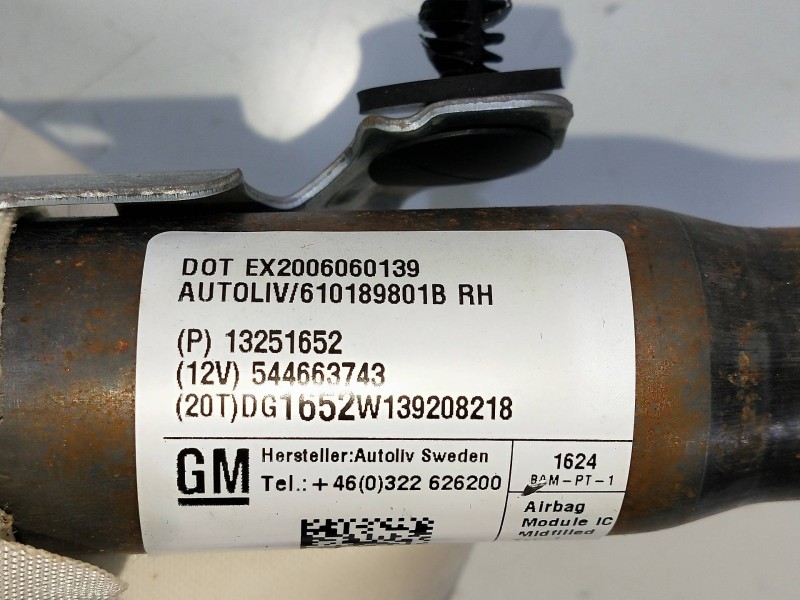 DOT EX2006060139
AUTOLIV/610189801B RH
(P) 13251652
(12V) 544663743
(20T)DG1652W139208218
GM
Hersteller:Autoliv Sweden
Tel.:+46(0)322 626200
1624
BAM-PT-1
Airbag
Module IC
Midfilled